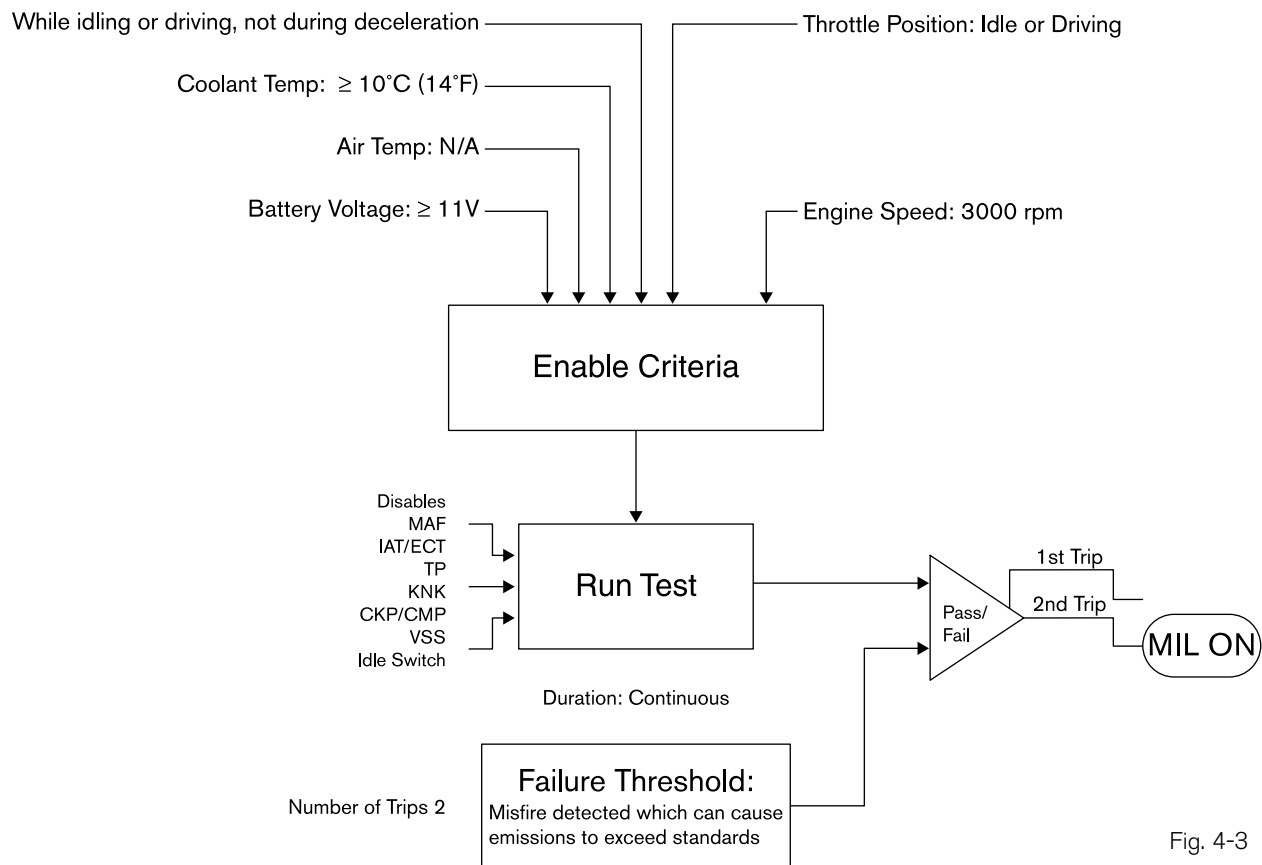 While idling or driving, not during deceleration
Throttle Position: Idle or Driving
Coolant Temp: ≥ 10°C (14°F)
Air Temp: N/A
Battery Voltage: ≥ 11V
Engine Speed: 3000 rpm
Enable Criteria
Disables
MAF
IAT/ECT
TP
KNK
CKP/CMP
VSS
Idle Switch
Run Test
Duration: Continuous
Pass/
Fail
1st Trip
2nd Trip
MIL ON
Number of Trips 2
Failure Threshold:
Misfire detected which can cause
emissions to exceed standards
Fig. 4-3